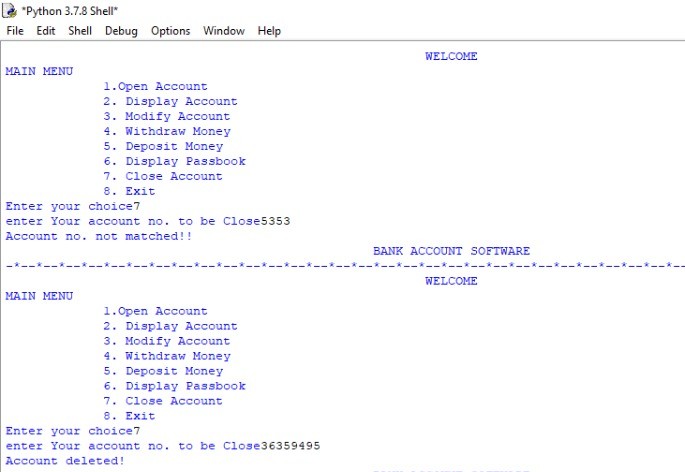 *Python 3.7.8 Shell*
File Edit Shell Debug Options Window Help
WELCOME
MAIN MENU
1.Open Account
2. Display Account
3. Modify Account
4. Withdraw Money
5. Deposit Money
6. Display Passbook
7. Close Account
8. Exit
Enter your choice7
enter Your account no. to be Close5353
Account no. not matched!!
BANK ACCOUNT SOFTWARE
-*--*--*--*--*--*--*--*--*--*--*--*--*--*--*--*--*--*--*--*--*--*--*--*--*--*--*--*--*--*--
WELCOME
MAIN MENU
1.Open Account
2. Display Account
3. Modify Account
4. Withdraw Money
5. Deposit Money
6. Display Passbook
7. Close Account
8. Exit
Enter your choice7
enter Your account no. to be Close36359495
Account deleted!